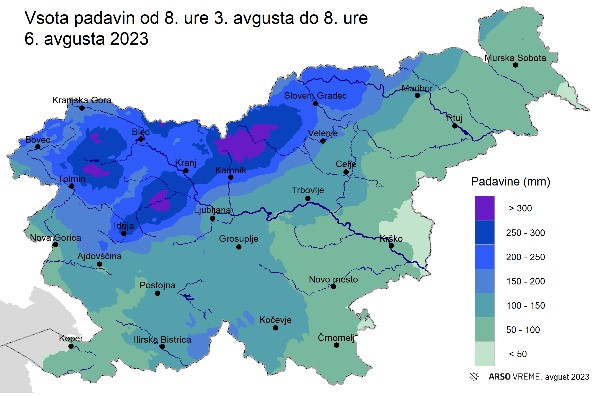 Vsota padavin od 8. ure 3. avgusta do 8. ure
6. avgusta 2023
Murska Sobota
Maribor
Slovenj Gradec
Kranjska Gora
Ptuj
Bovec
Bled
Velenje
Celje
Kranj
Kamnik
Tolmin
Trbovlje
Ljubljana
Idrija
Nova Gorica
Grosuplje
Krško
Ajdovščina
Postojna
Novo mesto
Kočevje
Koper
Ilirska Bistrica
Črnomelj
Padavine (mm)
> 300
250 - 300
200 - 250
150 - 200
100 - 150
50 - 100
< 50
ARSO VREME, avgust 2023